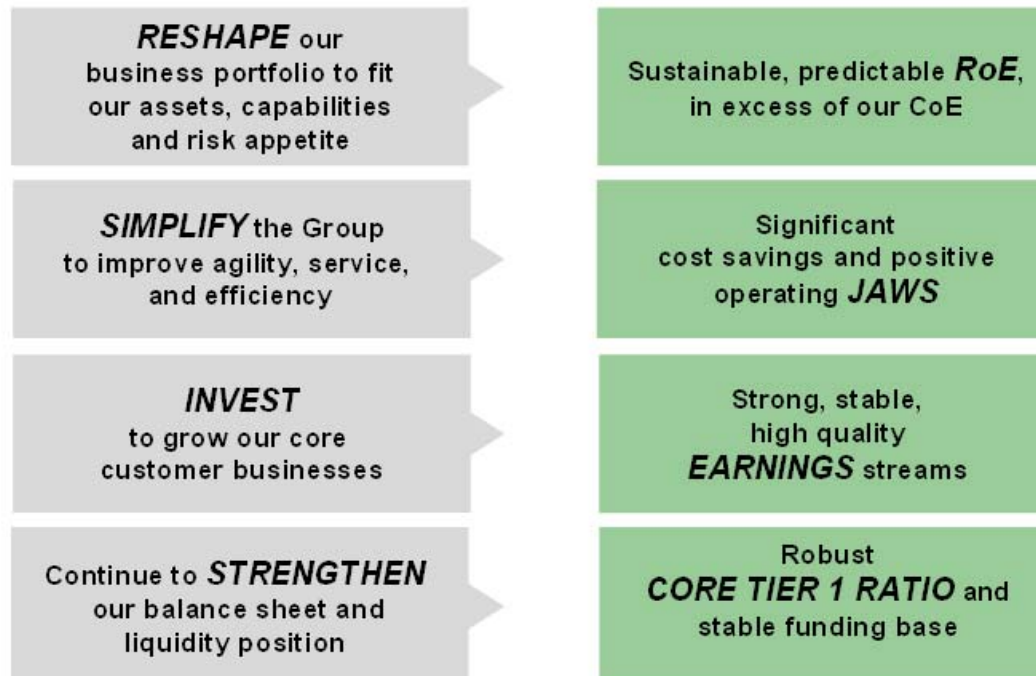 RESHAPE our
business portfolio to fit
our assets, capabilities
and risk appetite
Sustainable, predictable RoE,
in excess of our CoE
SIMPLIFY the Group
to improve agility, service,
and efficiency
Significant
cost savings and positive
operating JAWS
INVEST
to grow our core
customer businesses
Strong, stable,
high quality
EARNINGS streams
Continue to STRENGTHEN
our balance sheet and
liquidity position
Robust
CORE TIER 1 RATIO and
stable funding base